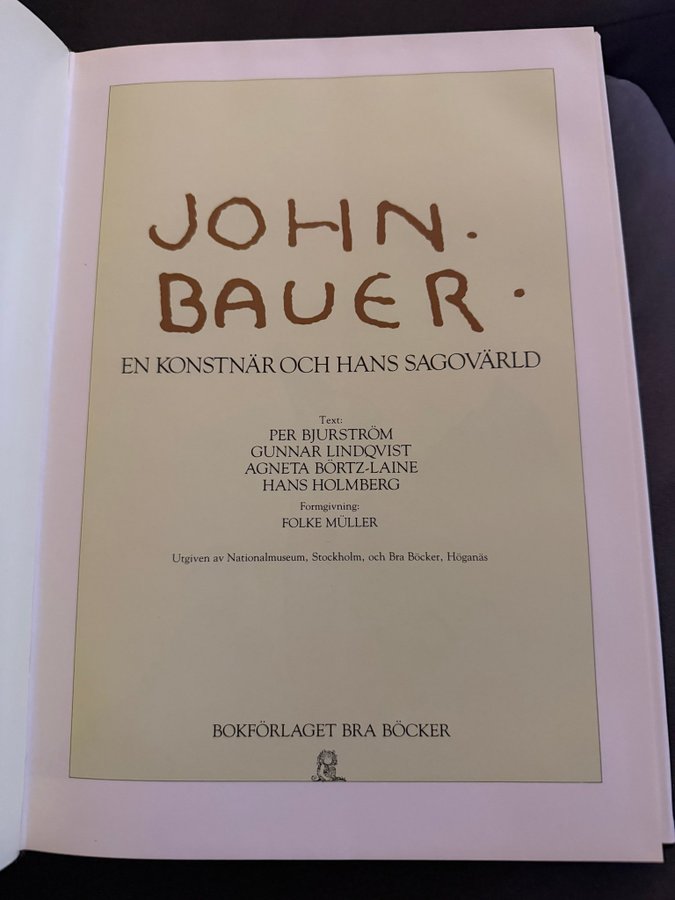 JOHN.
BAUER.
EN KONSTNÄR OCH HANS SAGOVÄRLD
Text:
PER BJURSTRÖM
GUNNAR LINDQVIST
AGNETA BÖRTZ-LAINE
HANS HOLMBERG
Formgivning:
FOLKE MÜLLER
Utgiven av Nationalmuseum, Stockholm, och Bra Böcker, Höganäs
BOKFÖRLAGET BRA BÖCKER